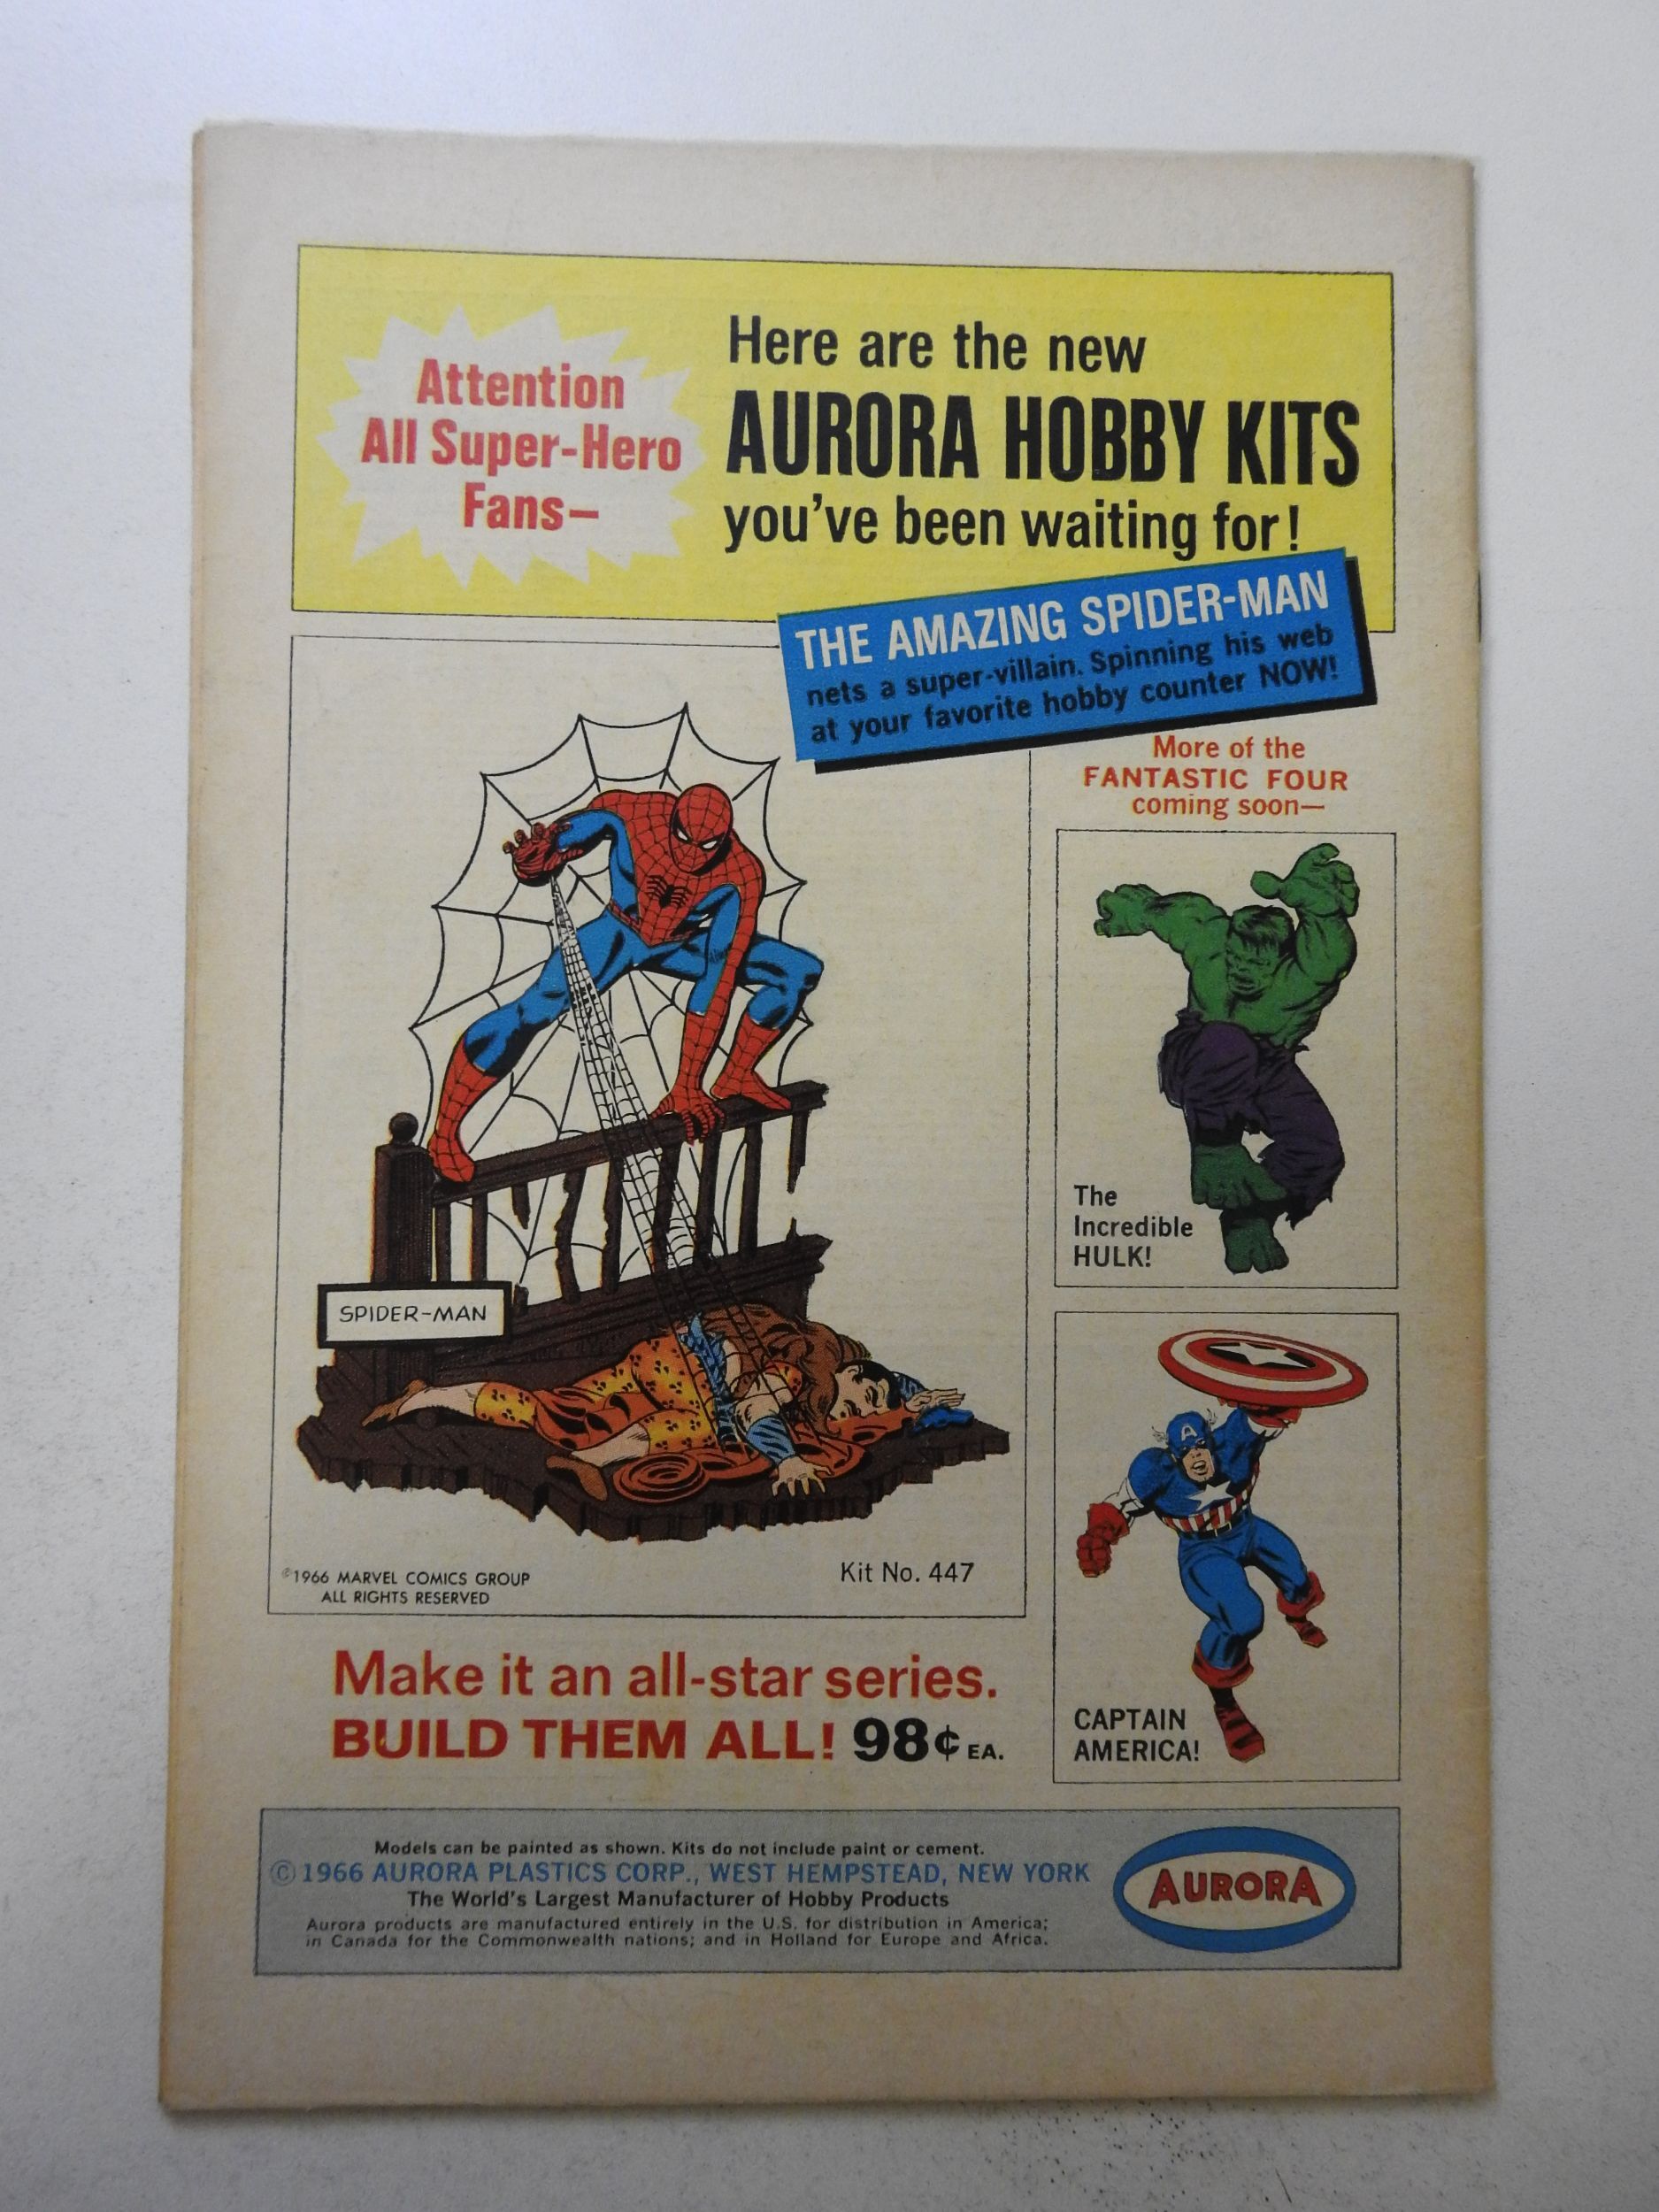 Attention
All Super-Hero
Fans—
Here are the new
AURORA HOBBY KITS
you've been waiting for!
THE AMAZING SPIDER-MAN
nets a super-villain. Spinning his web
at your favorite hobby counter NOW!
More of the
FANTASTIC FOUR
coming soon—
The
Incredible
HULK!
SPIDER-MAN
A
©1966 MARVEL COMICS GROUP
ALL RIGHTS RESERVED
Kit No. 447
CAPTAIN
AMERICA!
Make it an all-star series.
BUILD THEM ALL! 98¢ EA.
Models can be painted as shown. Kits do not include paint or cement.
© 1966 AURORA PLASTICS CORP., WEST HEMPSTEAD, NEW YORK
The World's Largest Manufacturer of Hobby Products
Aurora products are manufactured entirely in the U.S. for distribution in America;
in Canada for the Commonwealth nations; and in Holland for Europe and Africa.
AURORA